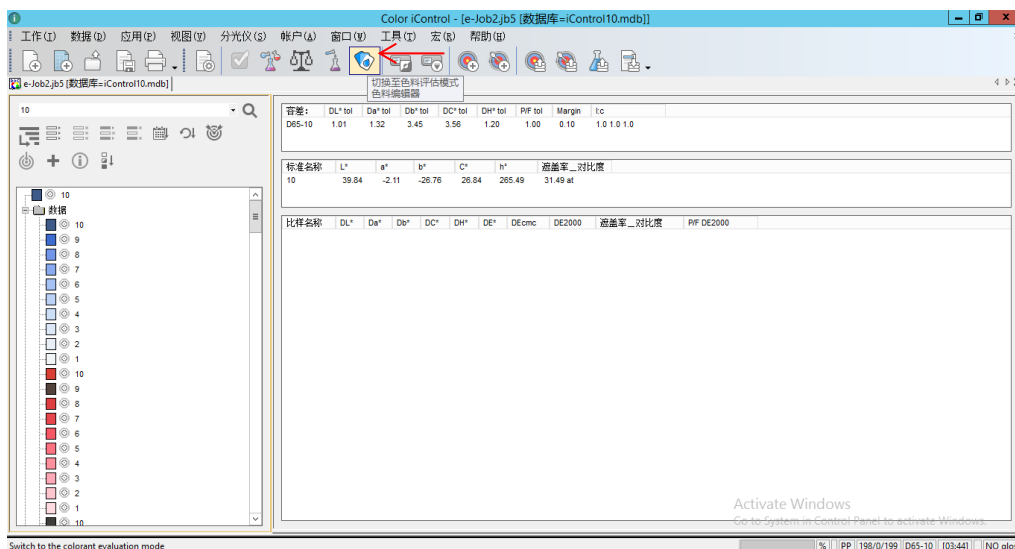 Color iControl - [e-Job2.jb5 [数据库=iControl10.mdb]]
工作(I) 数据(D) 应用(P) 视图(Y) 分光仪(S) 帐户(A) 窗口(W) 工具(T) 宏(R) 帮助(H)
切换至色料评估模式
色料编辑器
e-Job2.jb5 [数据库=iControl10.mdb]
10
容差: DL* tol Da* tol Db* tol DC* tol DH* tol P/F tol Margin l:c
D65-10 1.01 1.32 3.45 3.56 1.20 1.00 0.10 1.0 1.0 1.0
标准名称 L* a* b* C* h* 遮盖率_对比度
10 39.84 -2.11 -26.76 26.84 265.49 31.49 at
比样名称 DL* Da* Db* DC* DH* DE* DEcmc DE2000 遮盖率_对比度 P/F DE2000
10
数据
10
9
8
7
6
5
4
3
2
1
10
9
8
7
6
5
4
3
2
1
10
Activate Windows
Go to System in Control Panel to activate Windows.
Switch to the colorant evaluation mode
% PP 198/0/199 D65-10 [03:44] NO glos